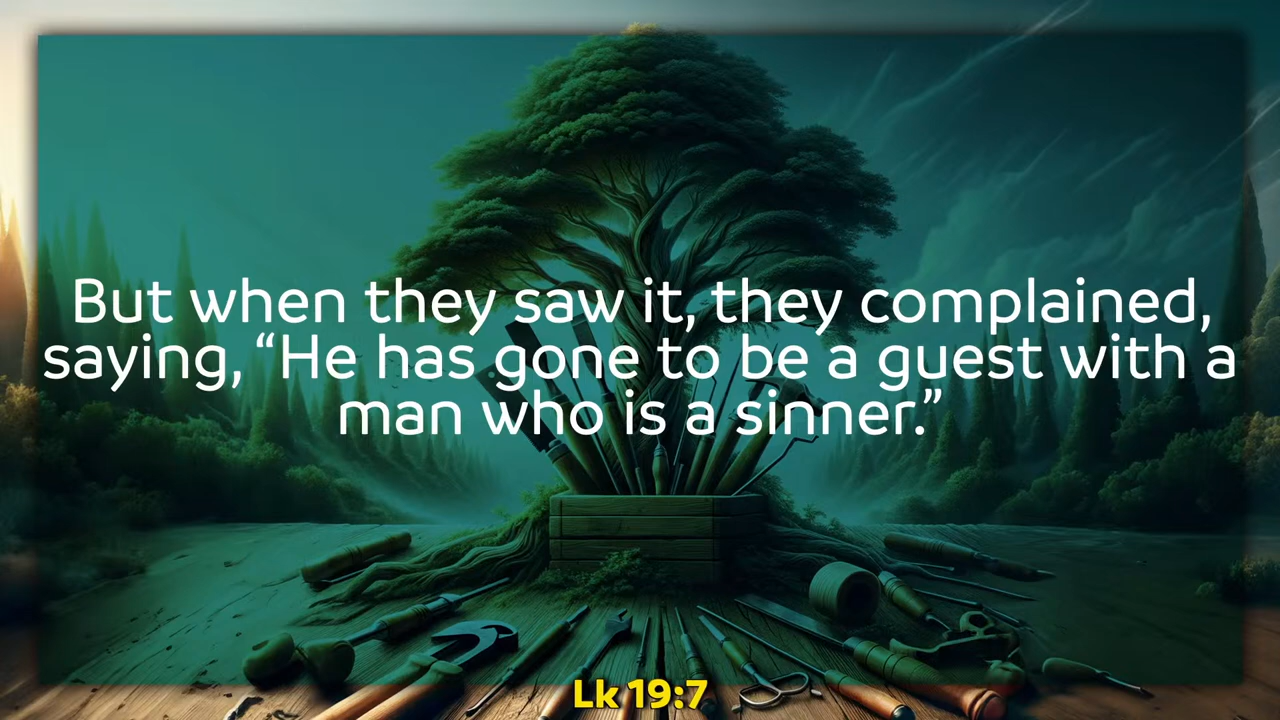 But when they saw it, they complained,
saying, “He has gone to be a guest with a
man who is a sinner.”
Lk 19:7